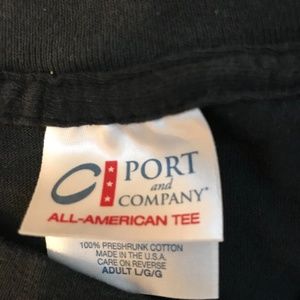 PORT
and
COMPANY
ALL-AMERICAN TEE
100% PRESHRUNK COTTON
MADE IN THE U.S.A.
CARE ON REVERSE
ADULT L/G/G